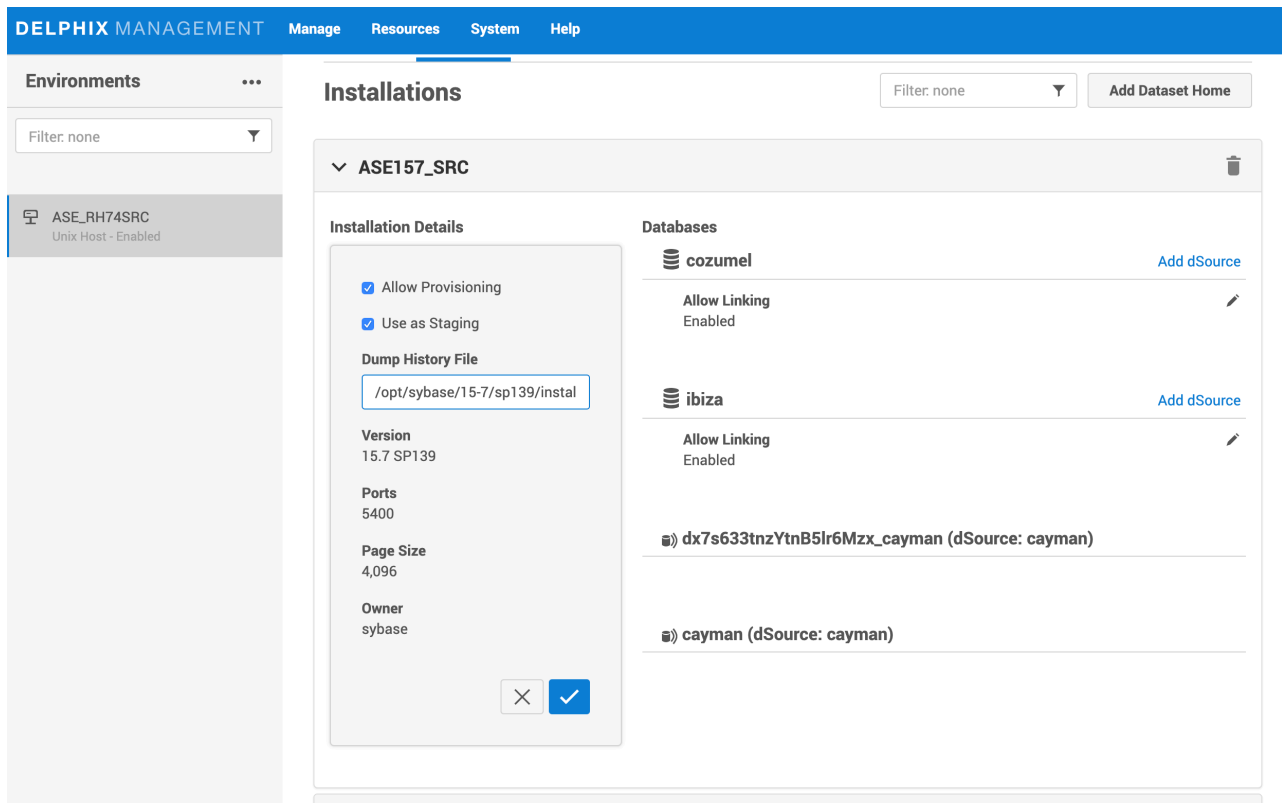 DELPHIX MANAGEMENT Manage Resources System Help
Environments
Filter: none
ASE_RH74SRC
Unix Host - Enabled
Installations
Filter: none
Add Dataset Home
ASE157_SRC
Installation Details
Allow Provisioning
Use as Staging
Dump History File
/opt/sybase/15-7/sp139/instal
Version
15.7 SP139
Ports
5400
Page Size
4,096
Owner
sybase
Databases
cozumel Add dSource
Allow Linking
Enabled
ibiza Add dSource
Allow Linking
Enabled
dx7s633tnzYtnB5lr6Mzx_cayman (dSource: cayman)
cayman (dSource: cayman)